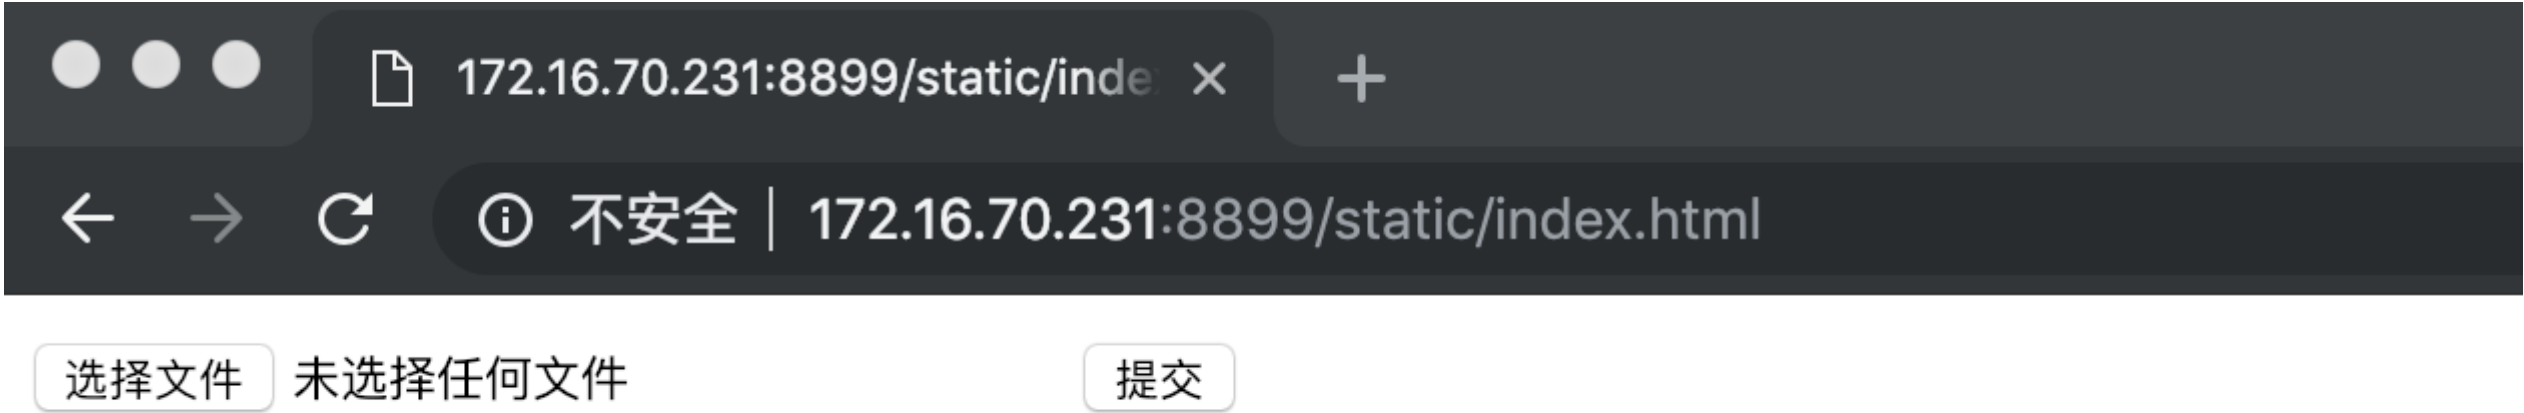 172.16.70.231:8899/static/inde
不安全 172.16.70.231:8899/static/index.html
选择文件 未选择任何文件 提交